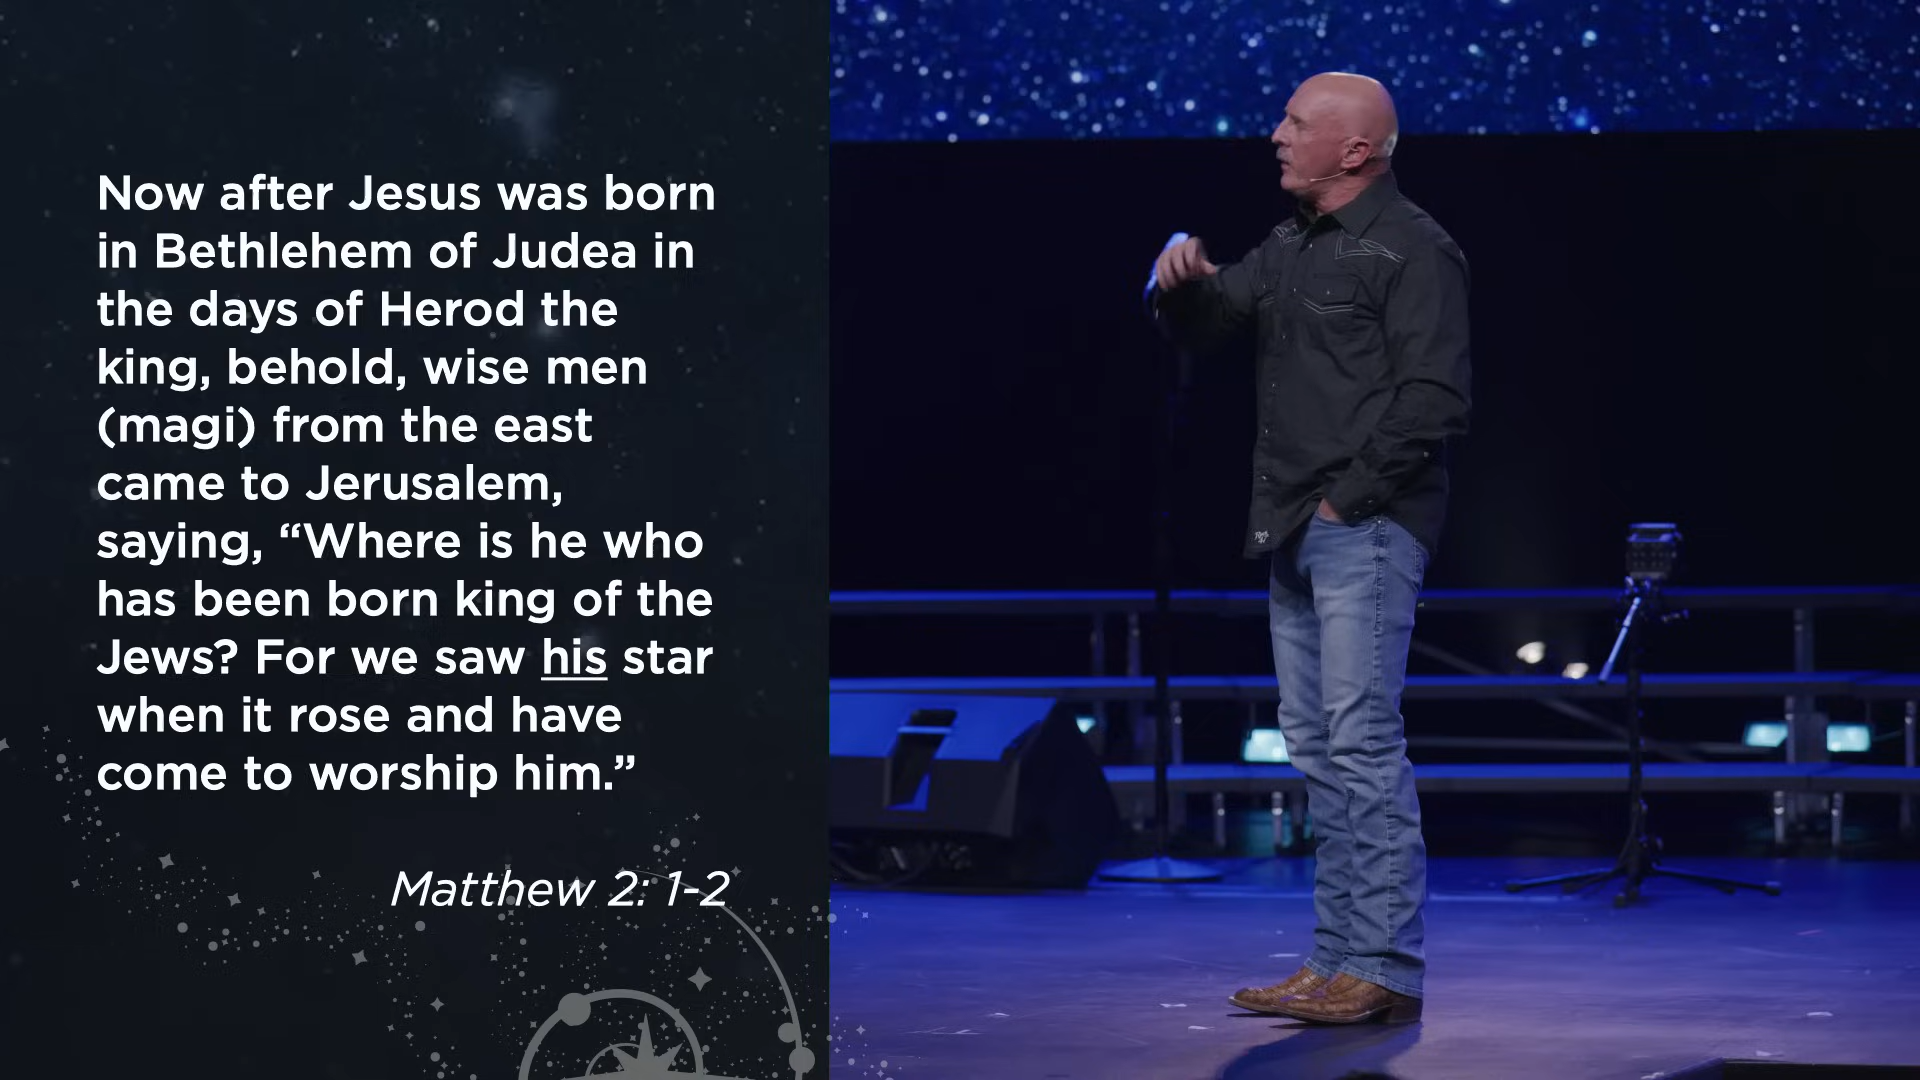 Now after Jesus was born
in Bethlehem of Judea in
the days of Herod the
king, behold, wise men
(magi) from the east
came to Jerusalem,
saying, “Where is he who
has been born king of the
Jews? For we saw his star
when it rose and have
come to worship him.”
Matthew 2: 1-2